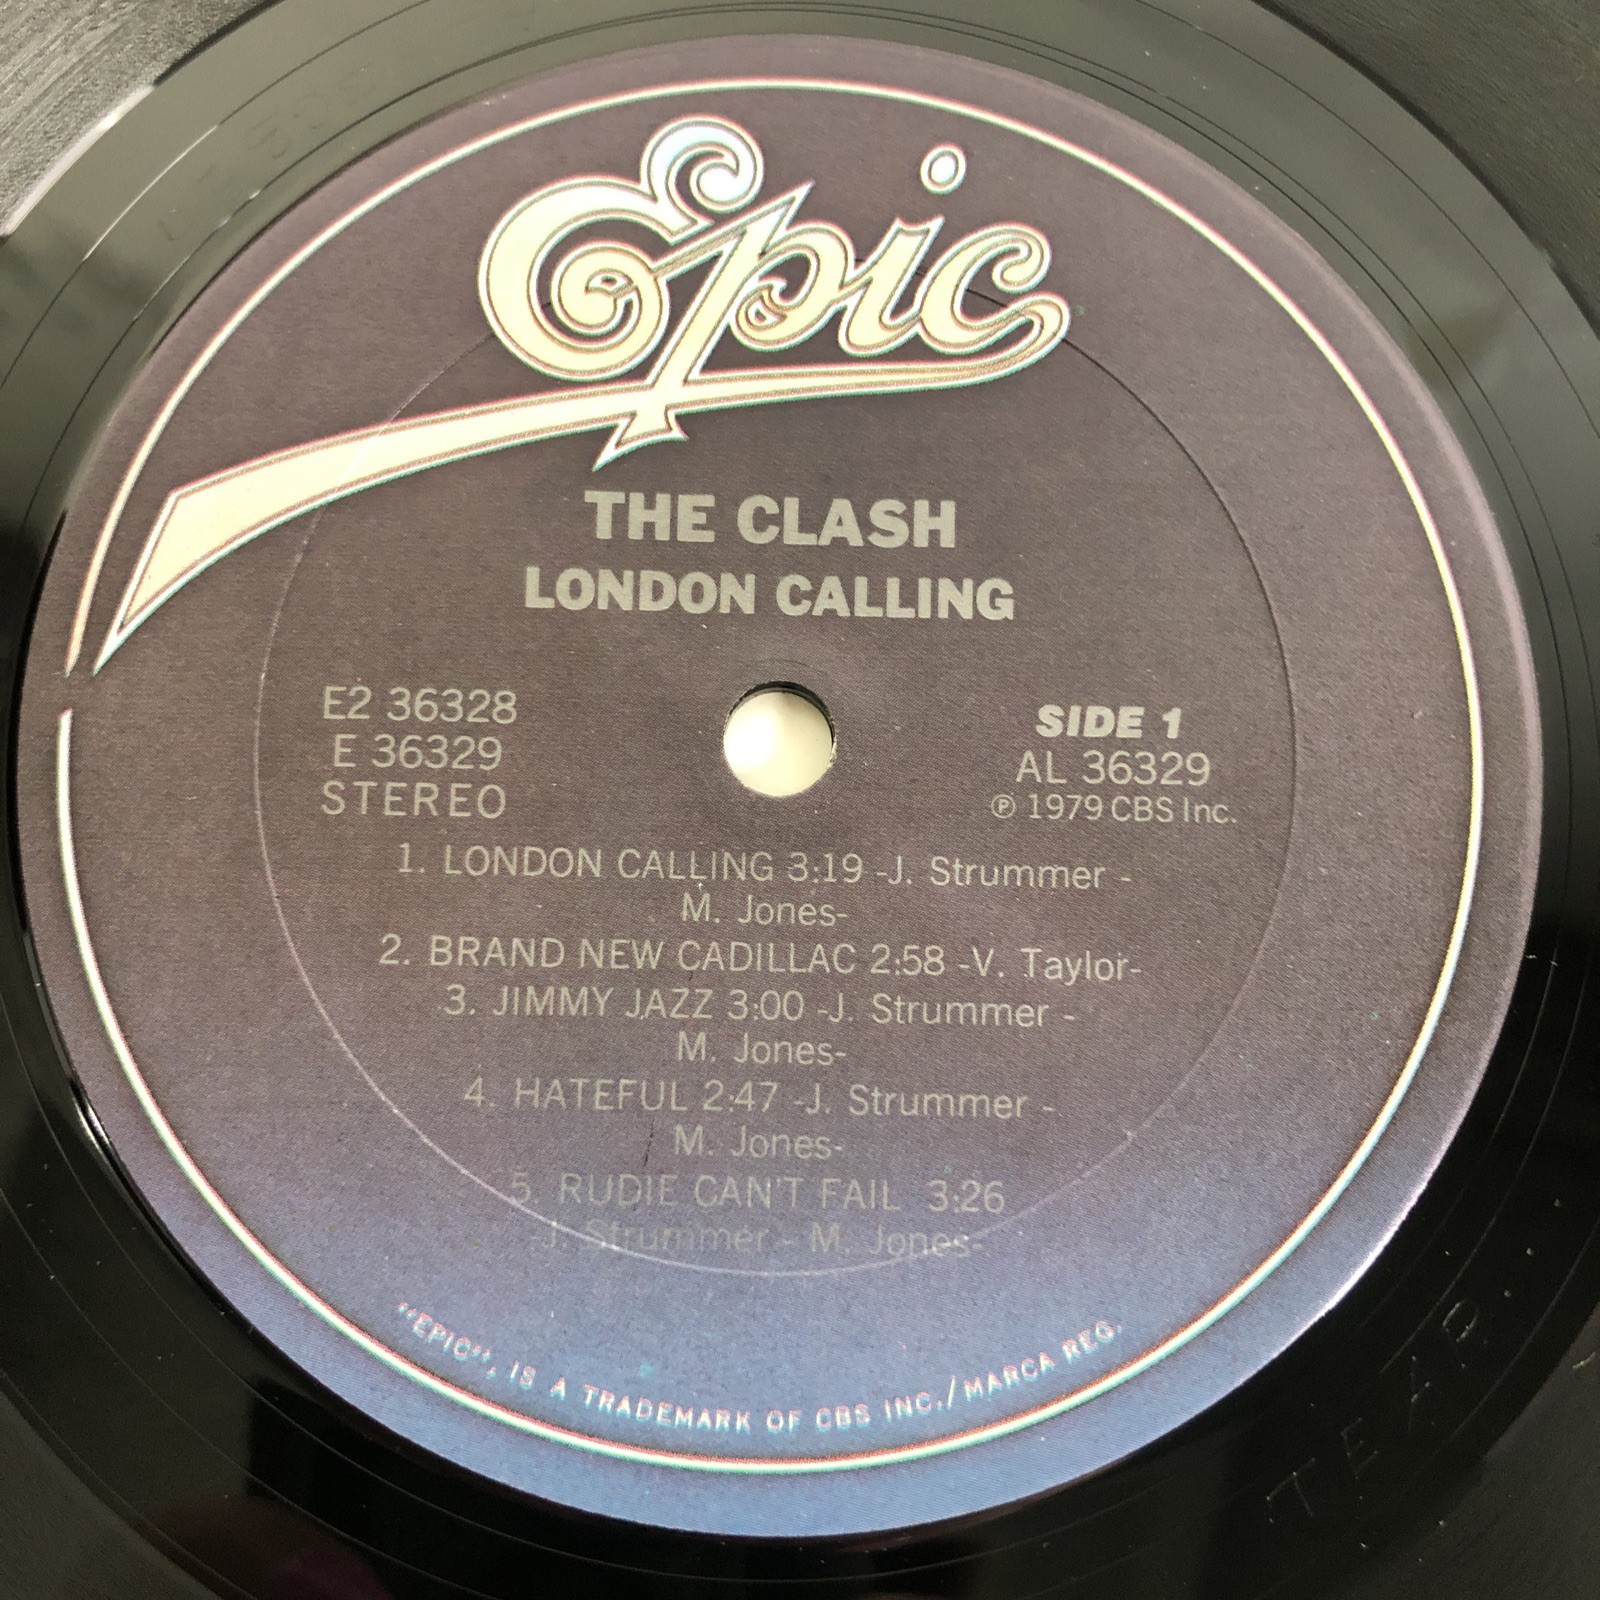 Epic
THE CLASH
LONDON CALLING
E2 36328
E 36329
STEREO
SIDE 1
AL 36329
℗ 1979 CBS Inc.
1. LONDON CALLING 3:19 -J. Strummer -
M. Jones-
2. BRAND NEW CADILLAC 2:58 -V. Taylor-
3. JIMMY JAZZ 3:00 -J. Strummer -
M. Jones-
4. HATEFUL 2:47 -J. Strummer -
M. Jones-
5. RUDIE CAN'T FAIL 3:26
-J. Strummer - M. Jones-
"EPIC", IS A TRADEMARK OF CBS INC./MARCA REG.